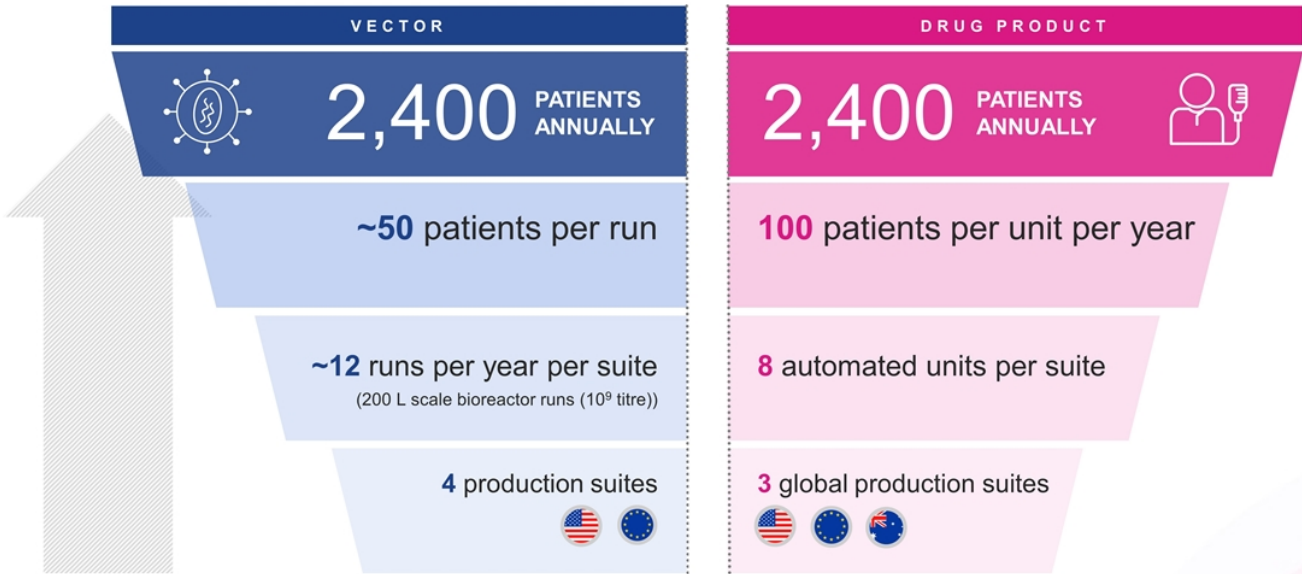 VECTOR
2,400 PATIENTS
ANNUALLY
~50 patients per run
~12 runs per year per suite
(200 L scale bioreactor runs (10⁹ titre))
4 production suites
DRUG PRODUCT
2,400 PATIENTS
ANNUALLY
100 patients per unit per year
8 automated units per suite
3 global production suites